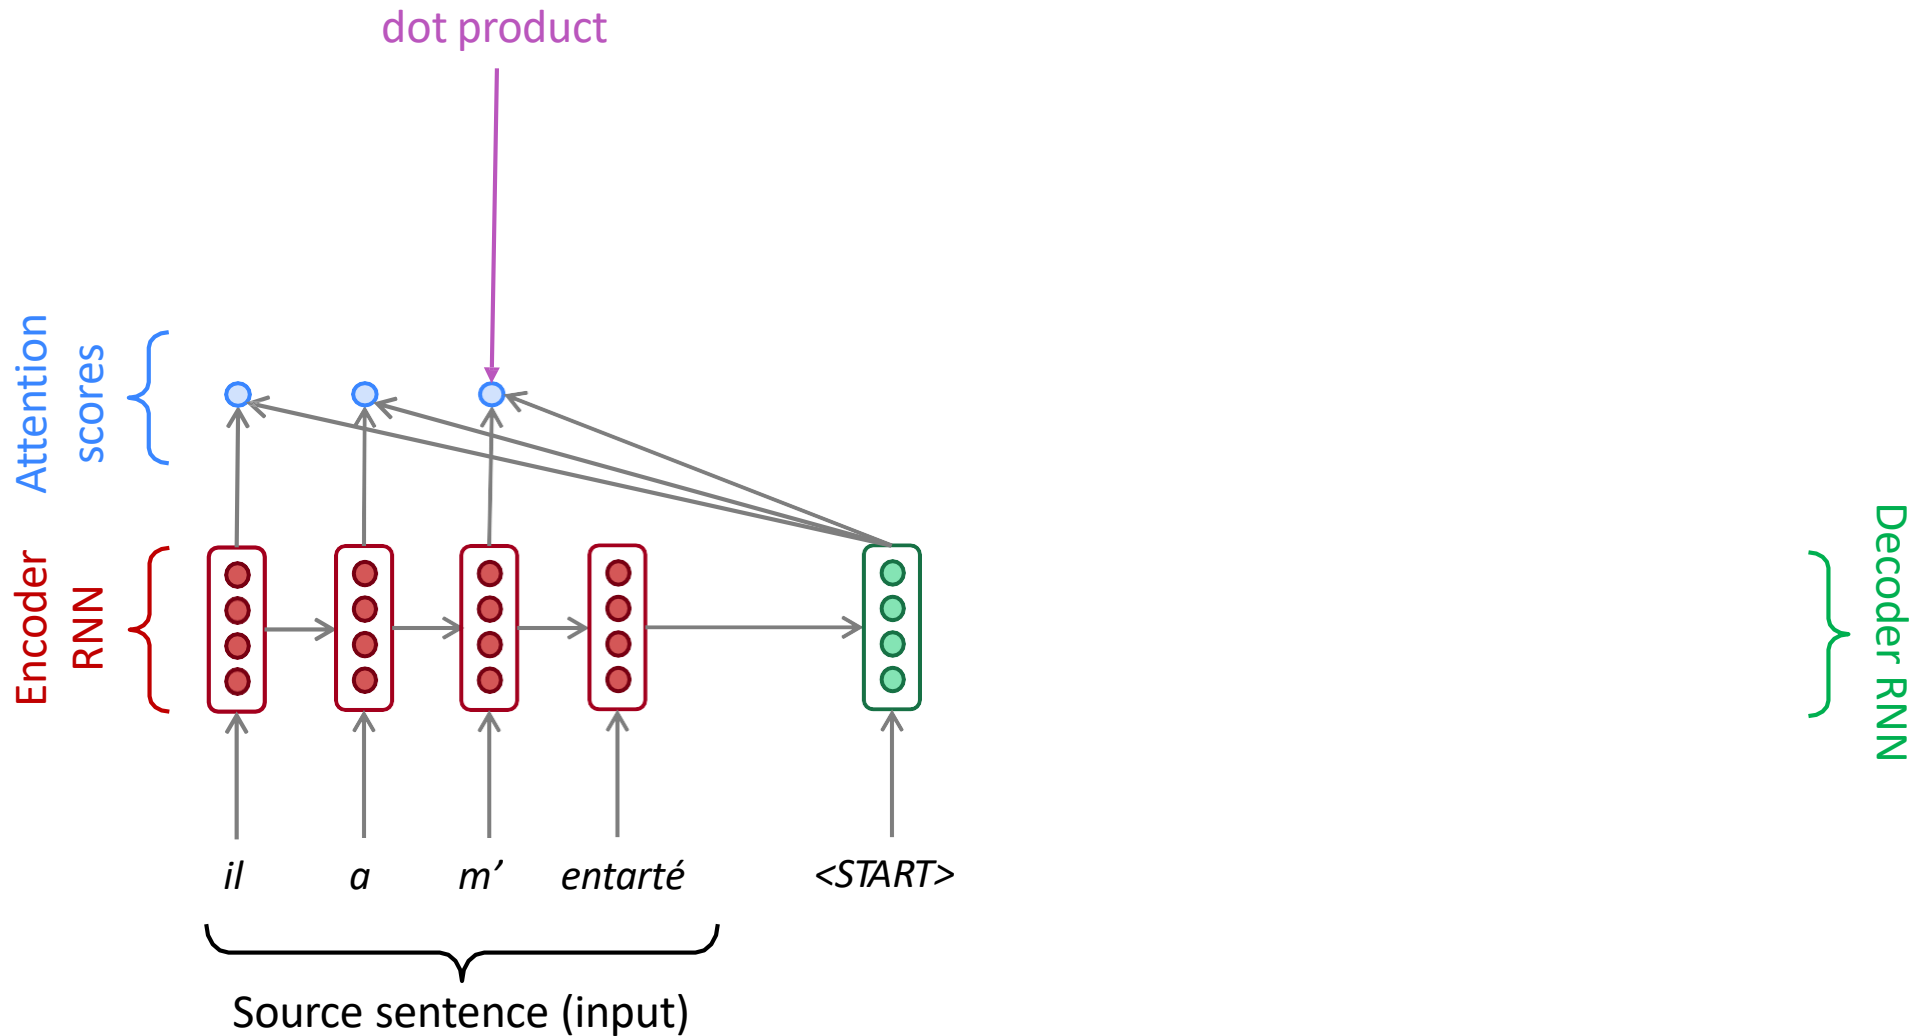 dot product
Attention
scores
Encoder
RNN
Decoder RNN
il a m’ entarté <START>
Source sentence (input)